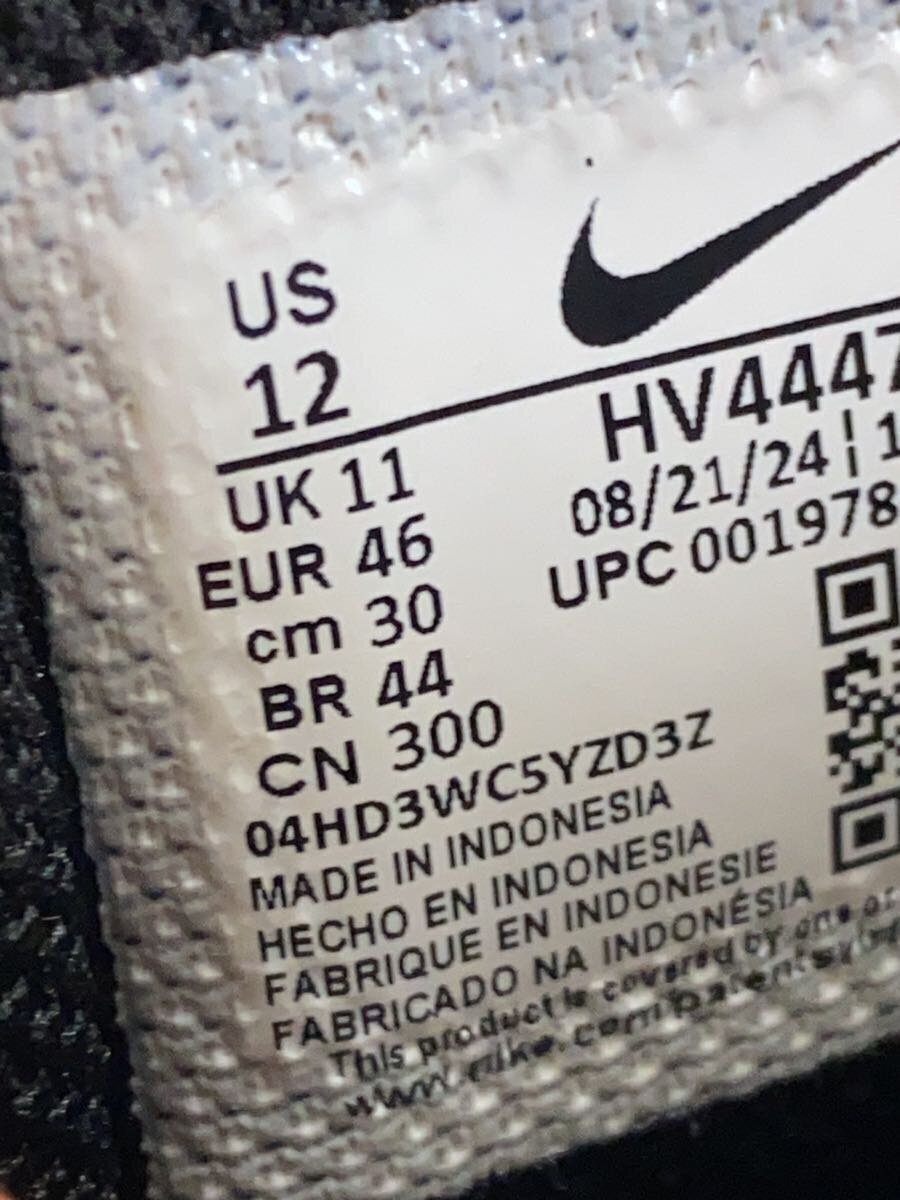 US
12
HV4447
UK 11
08/21/24 | 1
EUR 46
UPC 001978
cm 30
BR 44
CN 300
04HD3WC5YZD3Z
MADE IN INDONESIA
HECHO EN INDONESIA
FABRIQUE EN INDONESIE
FABRICADO NA INDONÉSIA
This product is covered by one or
www.nike.com/patents